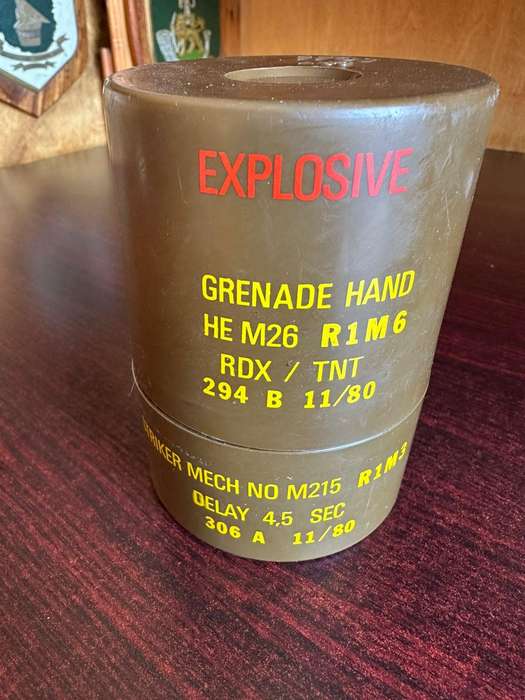 EXPLOSIVE
GRENADE HAND
HE M26 R1M6
RDX / TNT
294 B 11/80
STRIKER MECH NO M215 R1M3
DELAY 4,5 SEC
306 A 11/80